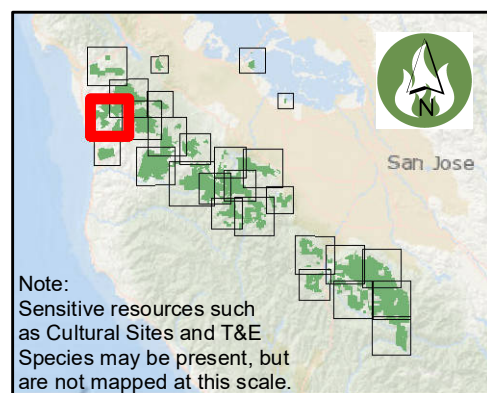 N
San Jose
Note:
Sensitive resources such
as Cultural Sites and T&E
Species may be present, but
are not mapped at this scale.